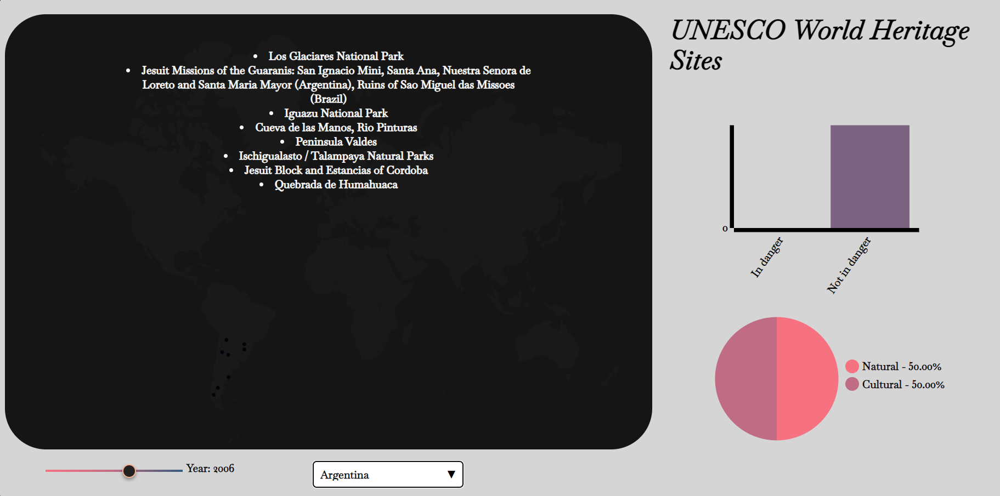 UNESCO World Heritage
Sites
• Los Glaciares National Park
• Jesuit Missions of the Guaranis: San Ignacio Mini, Santa Ana, Nuestra Senora de
Loreto and Santa Maria Mayor (Argentina), Ruins of Sao Miguel das Missoes
(Brazil)
• Iguazu National Park
• Cueva de las Manos, Rio Pinturas
• Peninsula Valdes
• Ischigualasto / Talampaya Natural Parks
• Jesuit Block and Estancias of Cordoba
• Quebrada de Humahuaca
0
In danger
Not in danger
Natural - 50.00%
Cultural - 50.00%
Year: 2006
Argentina